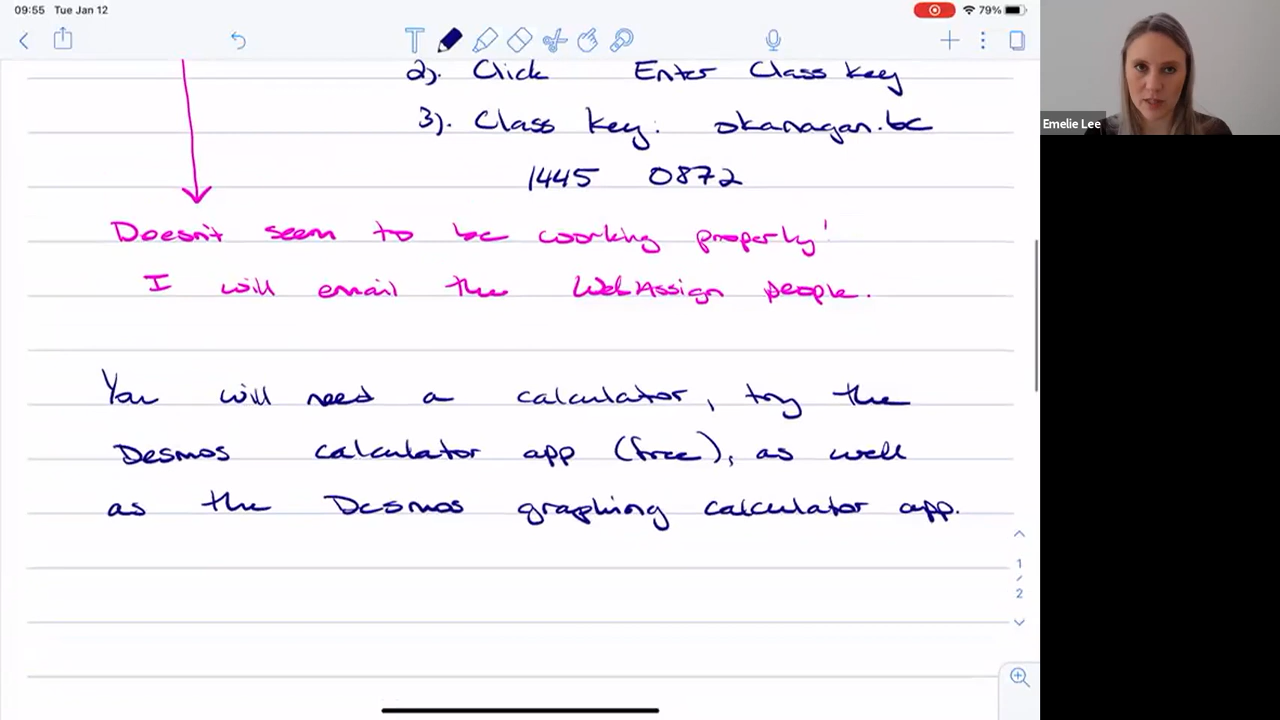 09:55 Tue Jan 12
79%
2). Click Enter Class key
3). Class key: okanagan.bc
1445 0872
Doesn't seem to be working properly!
I will email the WebAssign people.
Emelie Lee
You will need a calculator, try the
Desmos calculator app (free), as well
as the Desmos graphing calculator app.
1
/
2